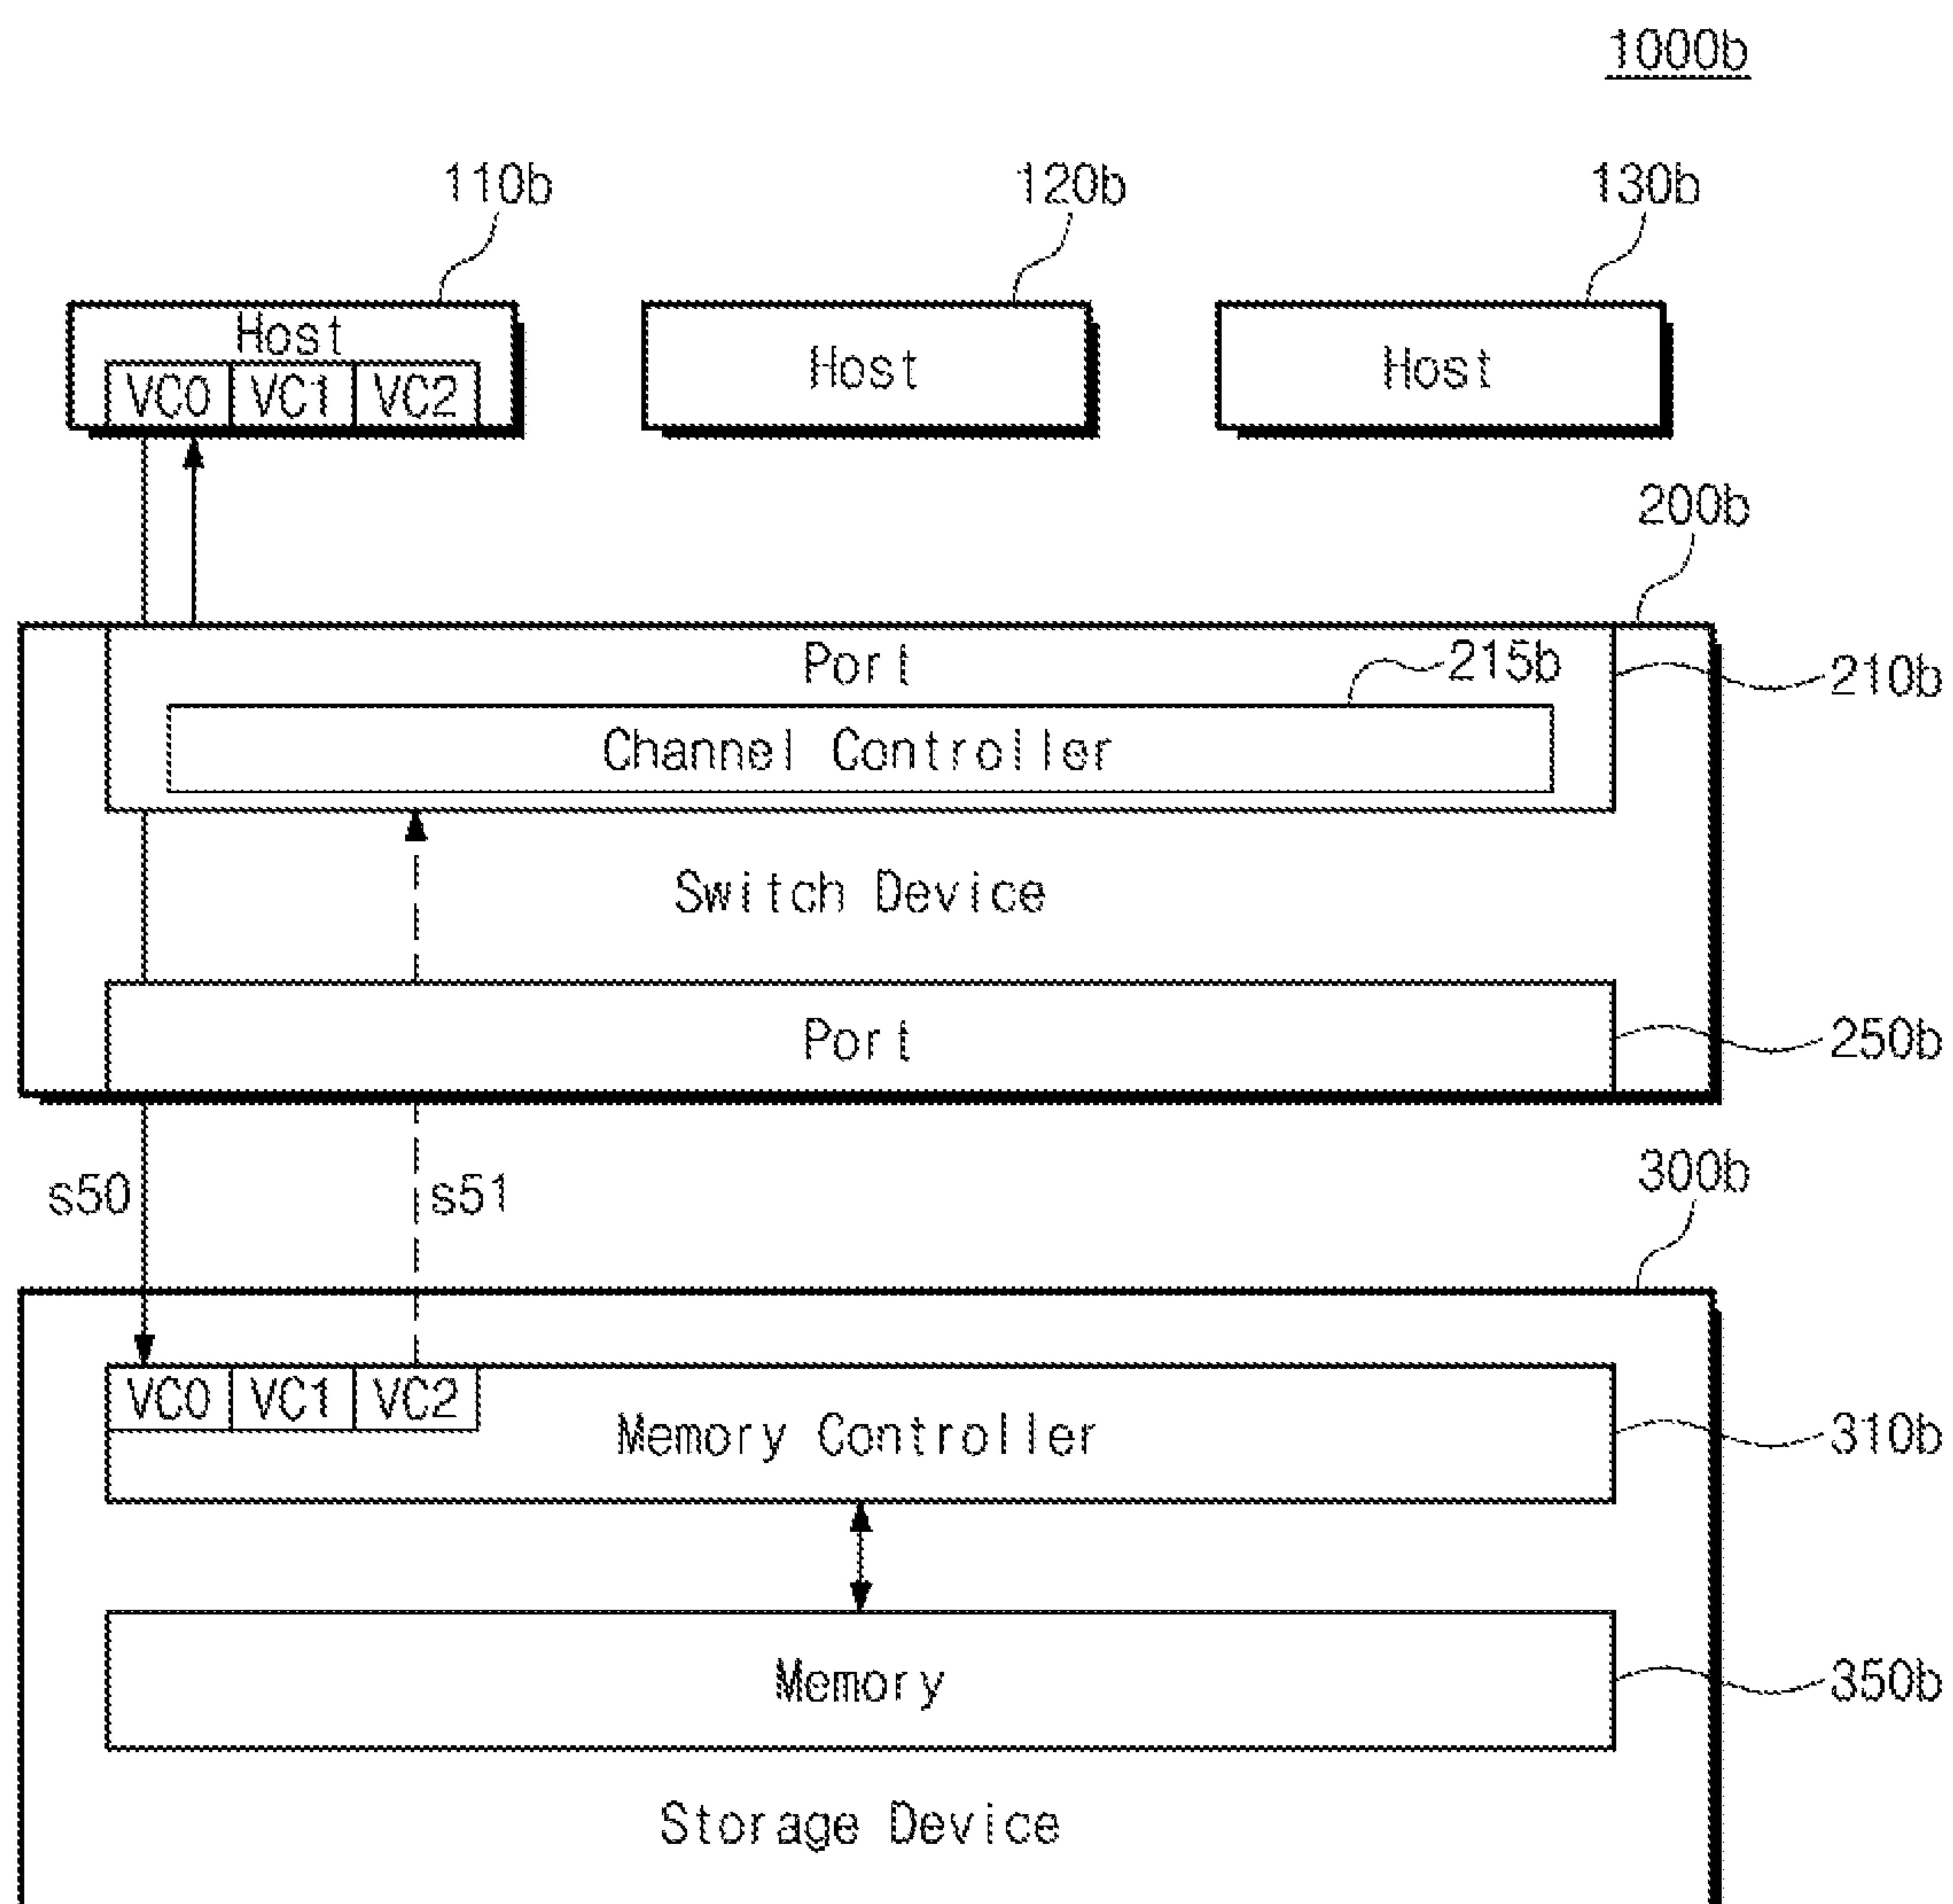 1000b
110b 120b 130b
Host
VC0 VC1 VC2
Host
Host
200b
Port
215b
210b
Channel Controller
Switch Device
Port
250b
s50
s51
300b
VC0 VC1 VC2
Memory Controller
310b
Memory
350b
Storage Device